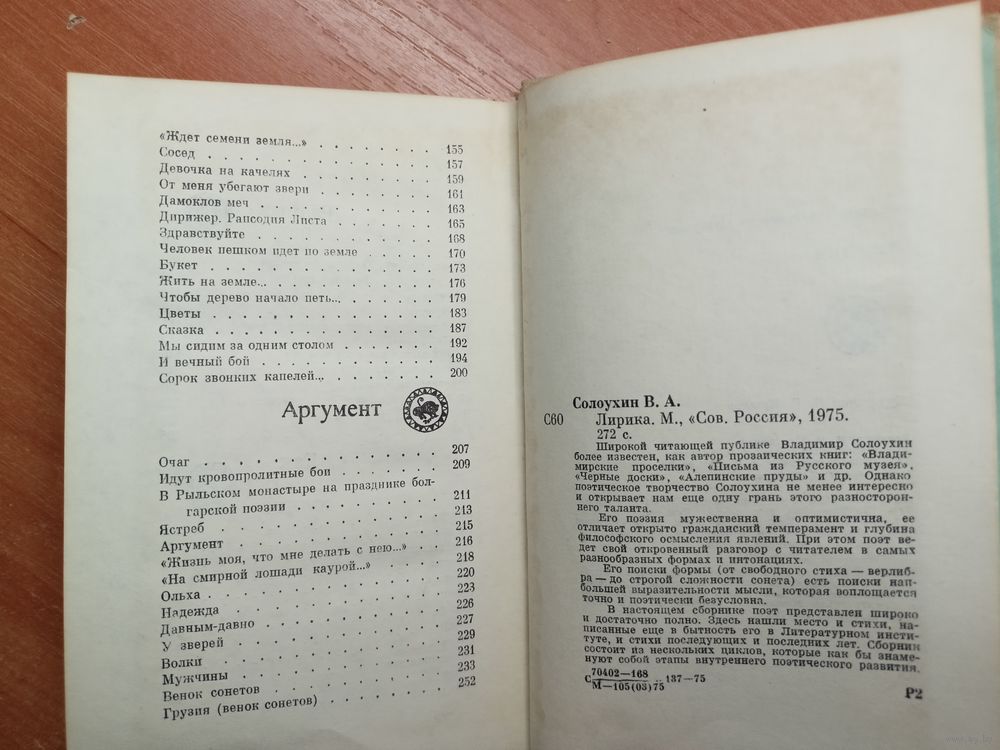 «Ждет семени земля...» . . . . . . . 155
Сосед . . . . . . . . . . . . 157
Девочка на качелях . . . . . . . . 159
От меня убегают звери . . . . . . . 161
Дамоклов меч . . . . . . . . . . 163
Дирижер. Рапсодия Листа . . . . . . 165
Здравствуйте . . . . . . . . . . 168
Человек пешком идет по земле . . . . . 170
Букет . . . . . . . . . . . . 173
Жить на земле... . . . . . . . . . 176
Чтобы дерево начало петь... . . . . . . 179
Цветы . . . . . . . . . . . . 183
Сказка . . . . . . . . . . . . 187
Мы сидим за одним столом . . . . . . 192
И вечный бой . . . . . . . . . . 194
Сорок звонких капелей... . . . . . . . 200
Аргумент
Очаг . . . . . . . . . . . . 207
Идут кровопролитные бои . . . . . . 209
В Рыльском монастыре на празднике бол-
гарской поэзии . . . . . . . . . 211
Ястреб . . . . . . . . . . . . 213
Аргумент . . . . . . . . . . . 215
«Жизнь моя, что мне делать с нею...» . . 216
«На смирной лошади каурой...» . . . . 218
Ольха . . . . . . . . . . . . 220
Надежда . . . . . . . . . . . 223
Давным-давно . . . . . . . . . . 226
У зверей . . . . . . . . . . . 227
Волки . . . . . . . . . . . . 229
Мужчины . . . . . . . . . . . 231
Венок сонетов . . . . . . . . . . 233
Грузия (венок сонетов) . . . . . . . 252
Солоухин В. А.
С60 Лирика. М., «Сов. Россия», 1975.
272 с.
Широкой читающей публике Владимир Солоухин
более известен, как автор прозаических книг: «Влади-
мирские проселки», «Письма из Русского музея»,
«Черные доски», «Алепинские пруды» и др. Однако
поэтическое творчество Солоухина не менее интересно
и открывает нам еще одну грань этого разносторон-
него таланта.
Его поэзия мужественна и оптимистична, ее
отличает открыто гражданский темперамент и глубина
философского осмысления явлений. При этом поэт ве-
дет свой откровенный разговор с читателем в самых
разнообразных формах и интонациях.
Его поиски формы (от свободного стиха — верлиб-
ра — до строгой сложности сонета) есть поиски наи-
большей выразительности мысли, которая воплощается
точно и поэтически безусловна.
В настоящем сборнике поэт представлен широко
и достаточно полно. Здесь нашли место и стихи, на-
писанные еще в бытность его в Литературном инсти-
туте, и стихи последующих и последних лет. Сборник
состоит из нескольких циклов, которые как бы знаме-
нуют собой этапы внутреннего поэтического развития.
С 70402—168
М—105(03)75 . . 137—75
Р2